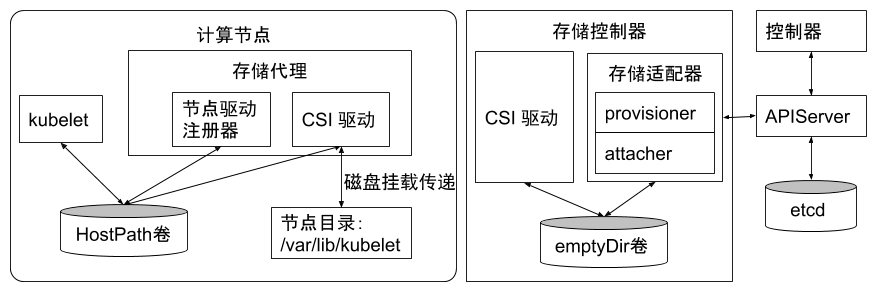 计算节点
存储代理
kubelet
节点驱动
注册器
CSI 驱动
磁盘挂载传递
HostPath卷
节点目录：
/var/lib/kubelet
存储控制器
CSI 驱动
存储适配器
provisioner
attacher
emptyDir卷
控制器
APIServer
etcd